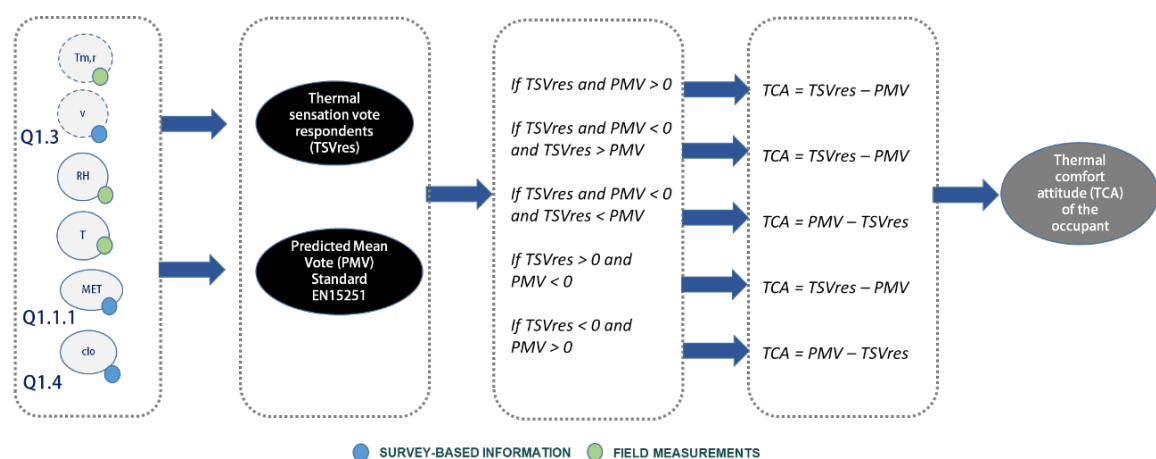 Tm,r
v
Q1.3
RH
T
MET
Q1.1.1
clo
Q1.4
Thermal
sensation vote
respondents
(TSVres)
Predicted Mean
Vote (PMV)
Standard
EN15251
If TSVres and PMV > 0
If TSVres and PMV < 0
and TSVres > PMV
If TSVres and PMV < 0
and TSVres < PMV
If TSVres > 0 and
PMV < 0
If TSVres < 0 and
PMV > 0
TCA = TSVres – PMV
TCA = TSVres – PMV
TCA = PMV – TSVres
TCA = TSVres – PMV
TCA = PMV – TSVres
Thermal
comfort
attitude (TCA)
of the
occupant
SURVEY-BASED INFORMATION
FIELD MEASUREMENTS